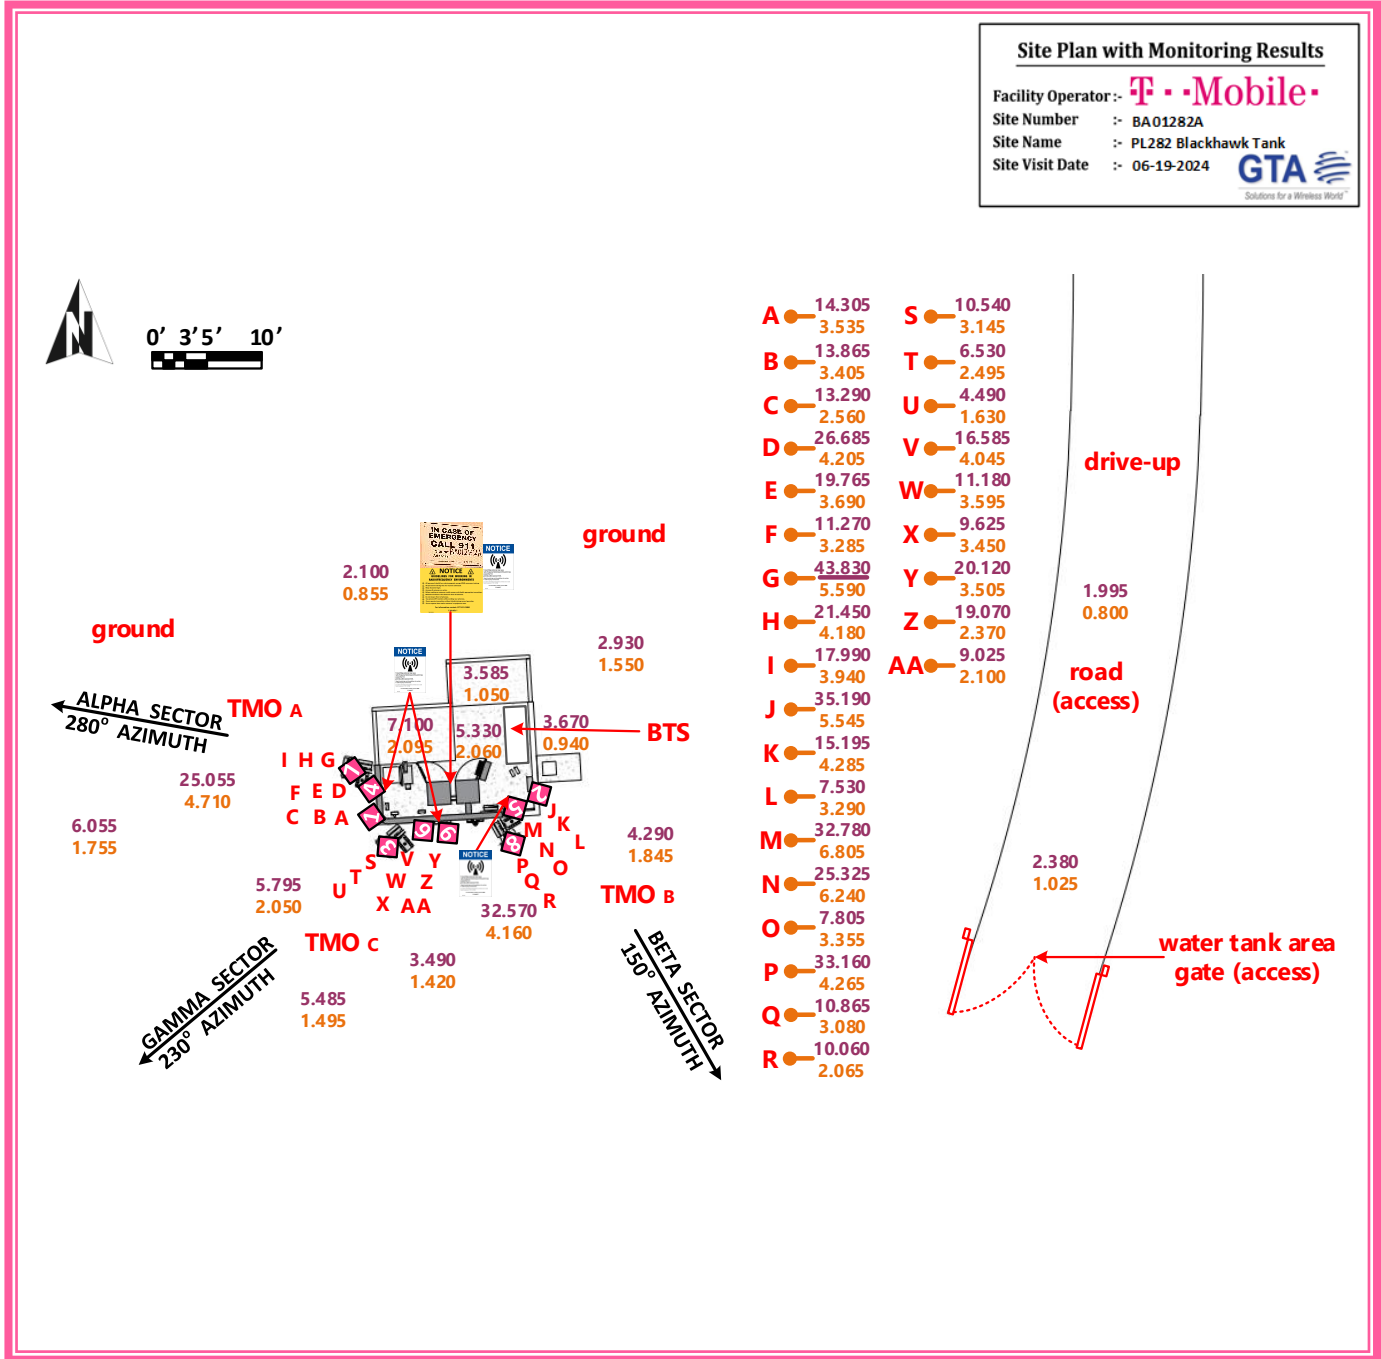 Site Plan with Monitoring Results
Facility Operator :- T · · Mobile ·
Site Number :- BA01282A
Site Name :- PL282 Blackhawk Tank
Site Visit Date :- 06-19-2024
GTA
Solutions for a Wireless World
N
0’ 3’5’ 10’
A 14.305
3.535
B 13.865
3.405
C 13.290
2.560
D 26.685
4.205
E 19.765
3.690
F 11.270
3.285
G 43.830
5.590
H 21.450
4.180
I 17.990
3.940
J 35.190
5.545
K 15.195
4.285
L 7.530
3.290
M 32.780
6.805
N 25.325
6.240
O 7.805
3.355
P 33.160
4.265
Q 10.865
3.080
R 10.060
2.065
S 10.540
3.145
T 6.530
2.495
U 4.490
1.630
V 16.585
4.045
W 11.180
3.595
X 9.625
3.450
Y 20.120
3.505
Z 19.070
2.370
AA 9.025
2.100
drive-up
1.995
0.800
road
(access)
2.380
1.025
water tank area
gate (access)
IN CASE OF
EMERGENCY
CALL 911
NOTICE
NOTICE
ground
2.100
0.855
ground
2.930
1.550
NOTICE
3.585
1.050
ALPHA SECTOR
280° AZIMUTH
TMO A
7.100
2.095
5.330
2.060
3.670
0.940
BTS
I H G
F E D
C B A
1
4
7
25.055
4.710
6.055
1.755
2
5
8
J
K
L
M
N
O
P
Q
R
3
6
9
S
T
U
V
W
X
Y
Z
AA
NOTICE
4.290
1.845
TMO B
5.795
2.050
32.570
4.160
TMO C
3.490
1.420
5.485
1.495
GAMMA SECTOR
230° AZIMUTH
BETA SECTOR
150° AZIMUTH